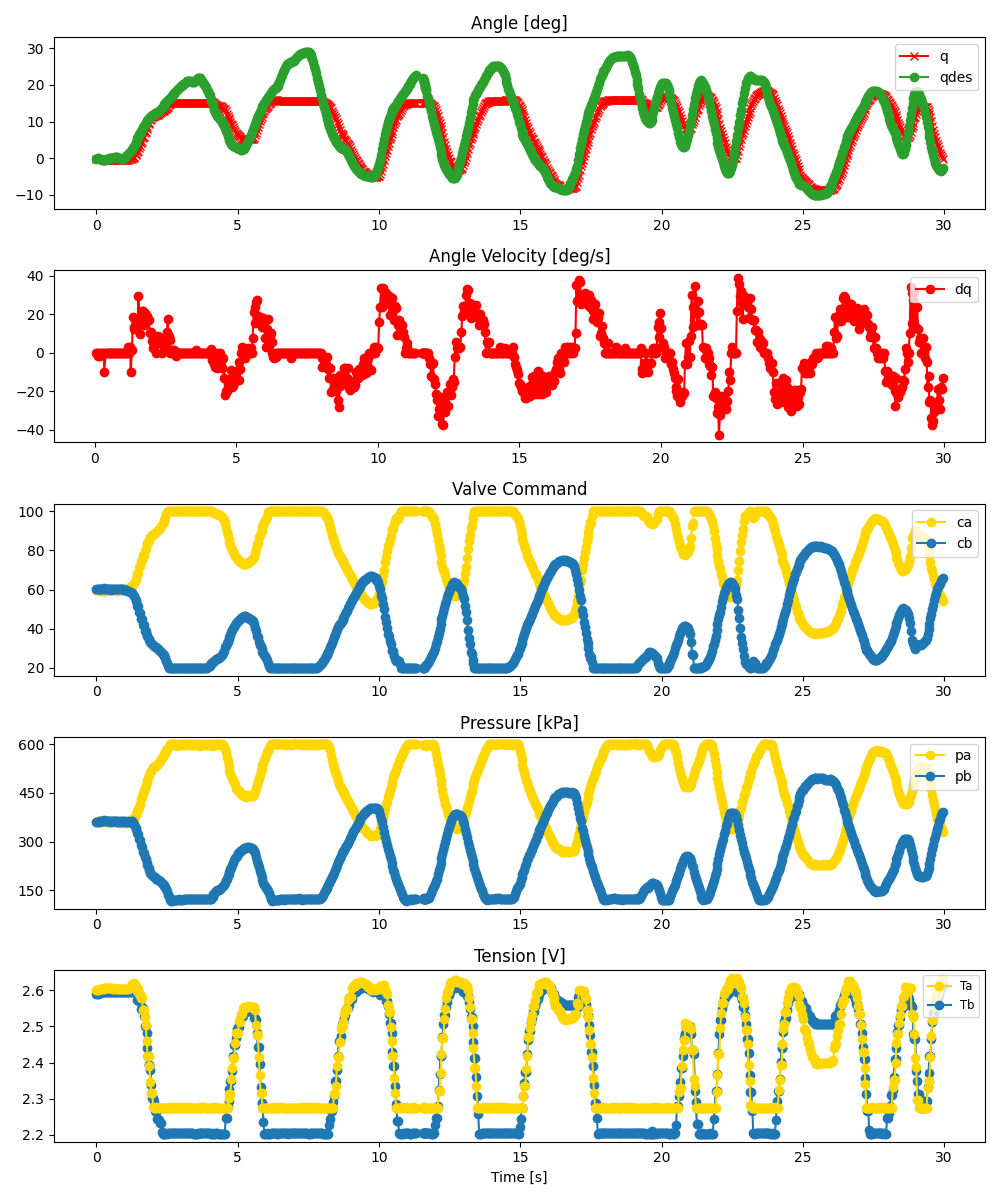 Angle [deg]
30
20
10
0
−10
q
qdes
0 5 10 15 20 25 30
Angle Velocity [deg/s]
40
20
0
−20
−40
dq
0 5 10 15 20 25 30
Valve Command
100
80
60
40
20
ca
cb
0 5 10 15 20 25 30
Pressure [kPa]
600
450
300
150
pa
pb
0 5 10 15 20 25 30
Tension [V]
2.6
2.5
2.4
2.3
2.2
Ta
Tb
0 5 10 15 20 25 30
Time [s]